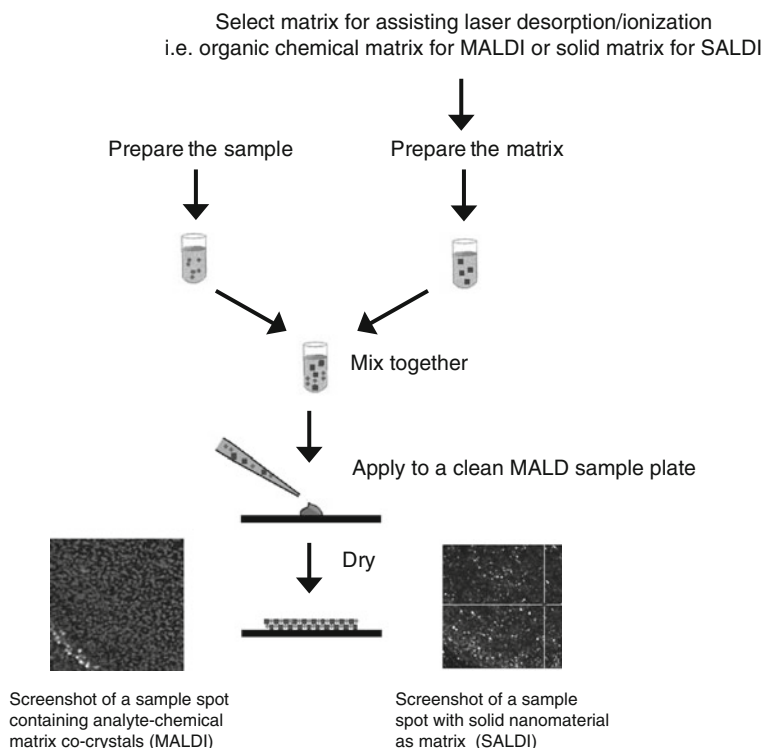 Select matrix for assisting laser desorption/ionization
i.e. organic chemical matrix for MALDI or solid matrix for SALDI
Prepare the sample
Prepare the matrix
Mix together
Apply to a clean MALD sample plate
Dry
Screenshot of a sample spot
containing analyte-chemical
matrix co-crystals (MALDI)
Screenshot of a sample
spot with solid nanomaterial
as matrix (SALDI)